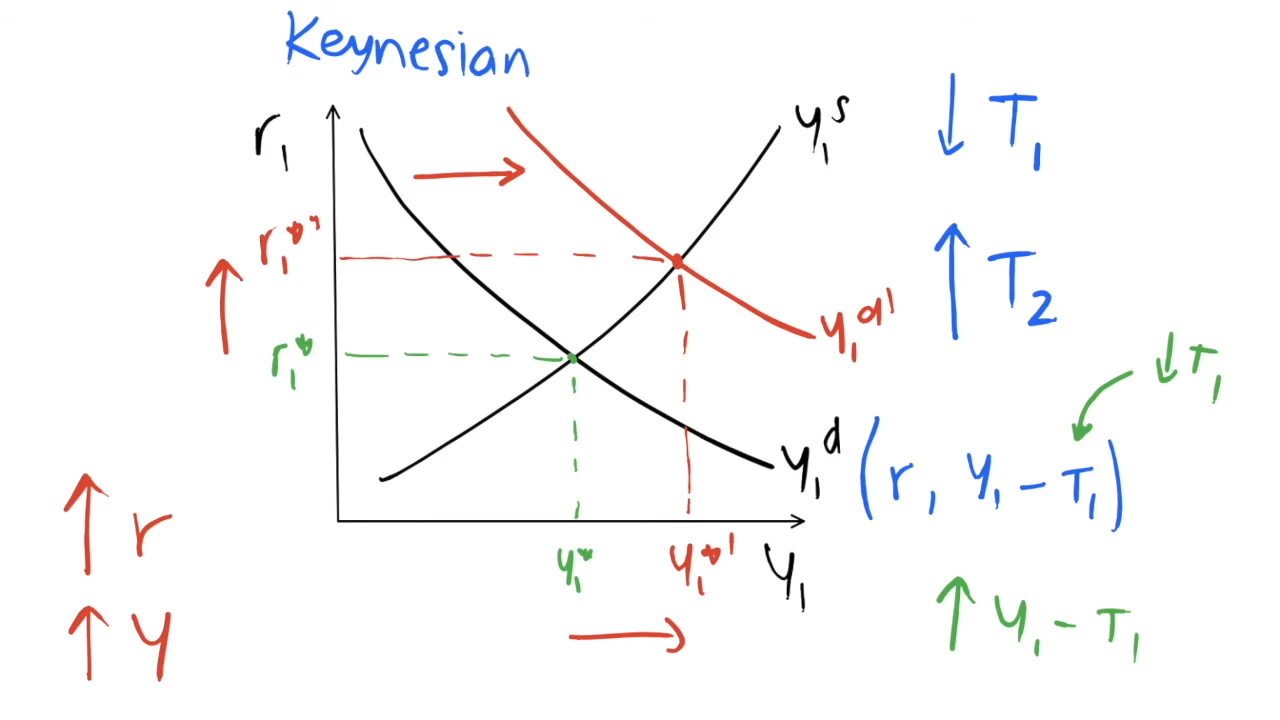 Keynesian
r₁
y₁ˢ
↓ T₁
r₁*'
↑ T₂
y₁ᵈ'
r₁*
↓ T₁
y₁ᵈ (r, y₁ - T₁)
↑ r
y₁*
y₁*'
y₁
↑ y
↑ y₁ - T₁